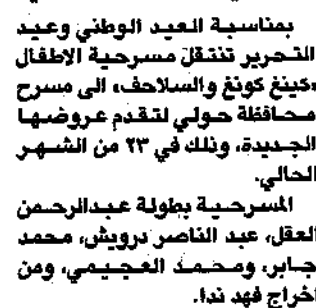 بمناسبة العيد الوطني وعيد
التحرير تنتقل مسرحية الاطفال
«كينغ كونغ والسلاحف» الى مسرح
محافظة حولي لتقدم عروضها
الجديدة، وذلك في ٢٣ من الشهر
الحالي.
المسرحية بطولة عبدالرحمن
العقل، عبد الناصر درويش، محمد
جابر، ومحمد العجيمي، ومن
اخراج فهد ندا.